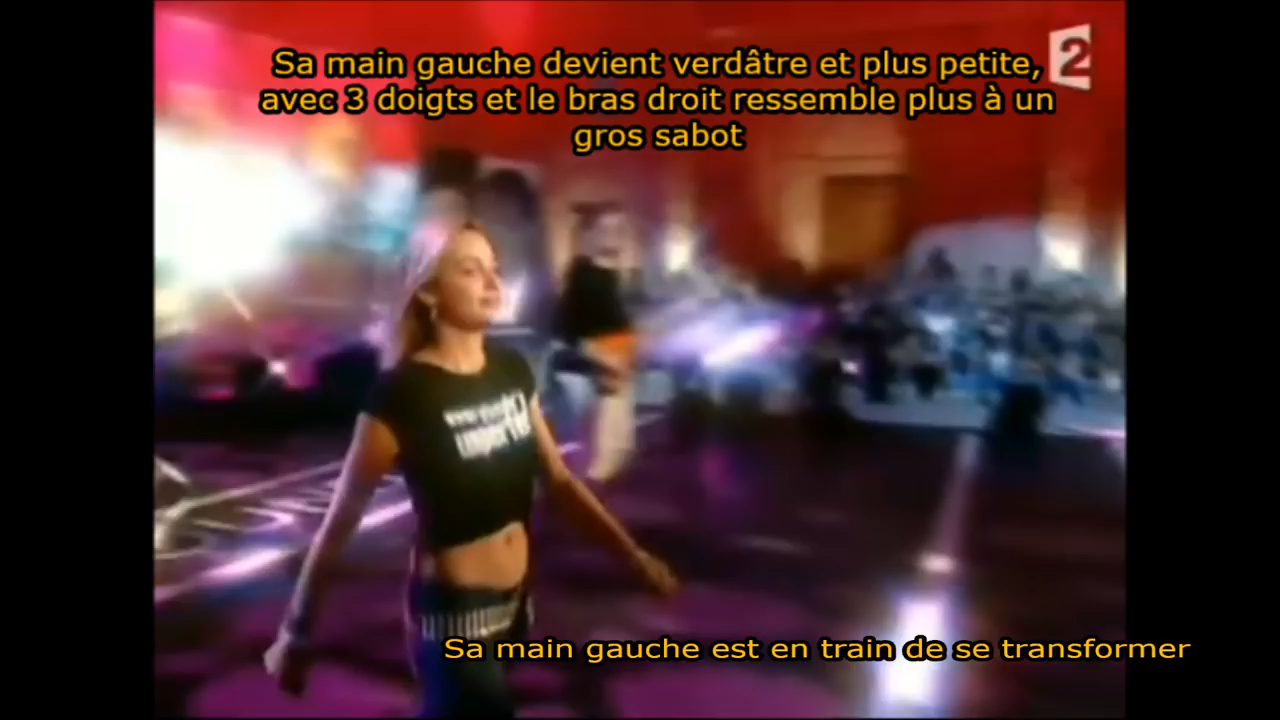 Sa main gauche devient verdâtre et plus petite,
2
avec 3 doigts et le bras droit ressemble plus à un
gros sabot
Sa main gauche est en train de se transformer